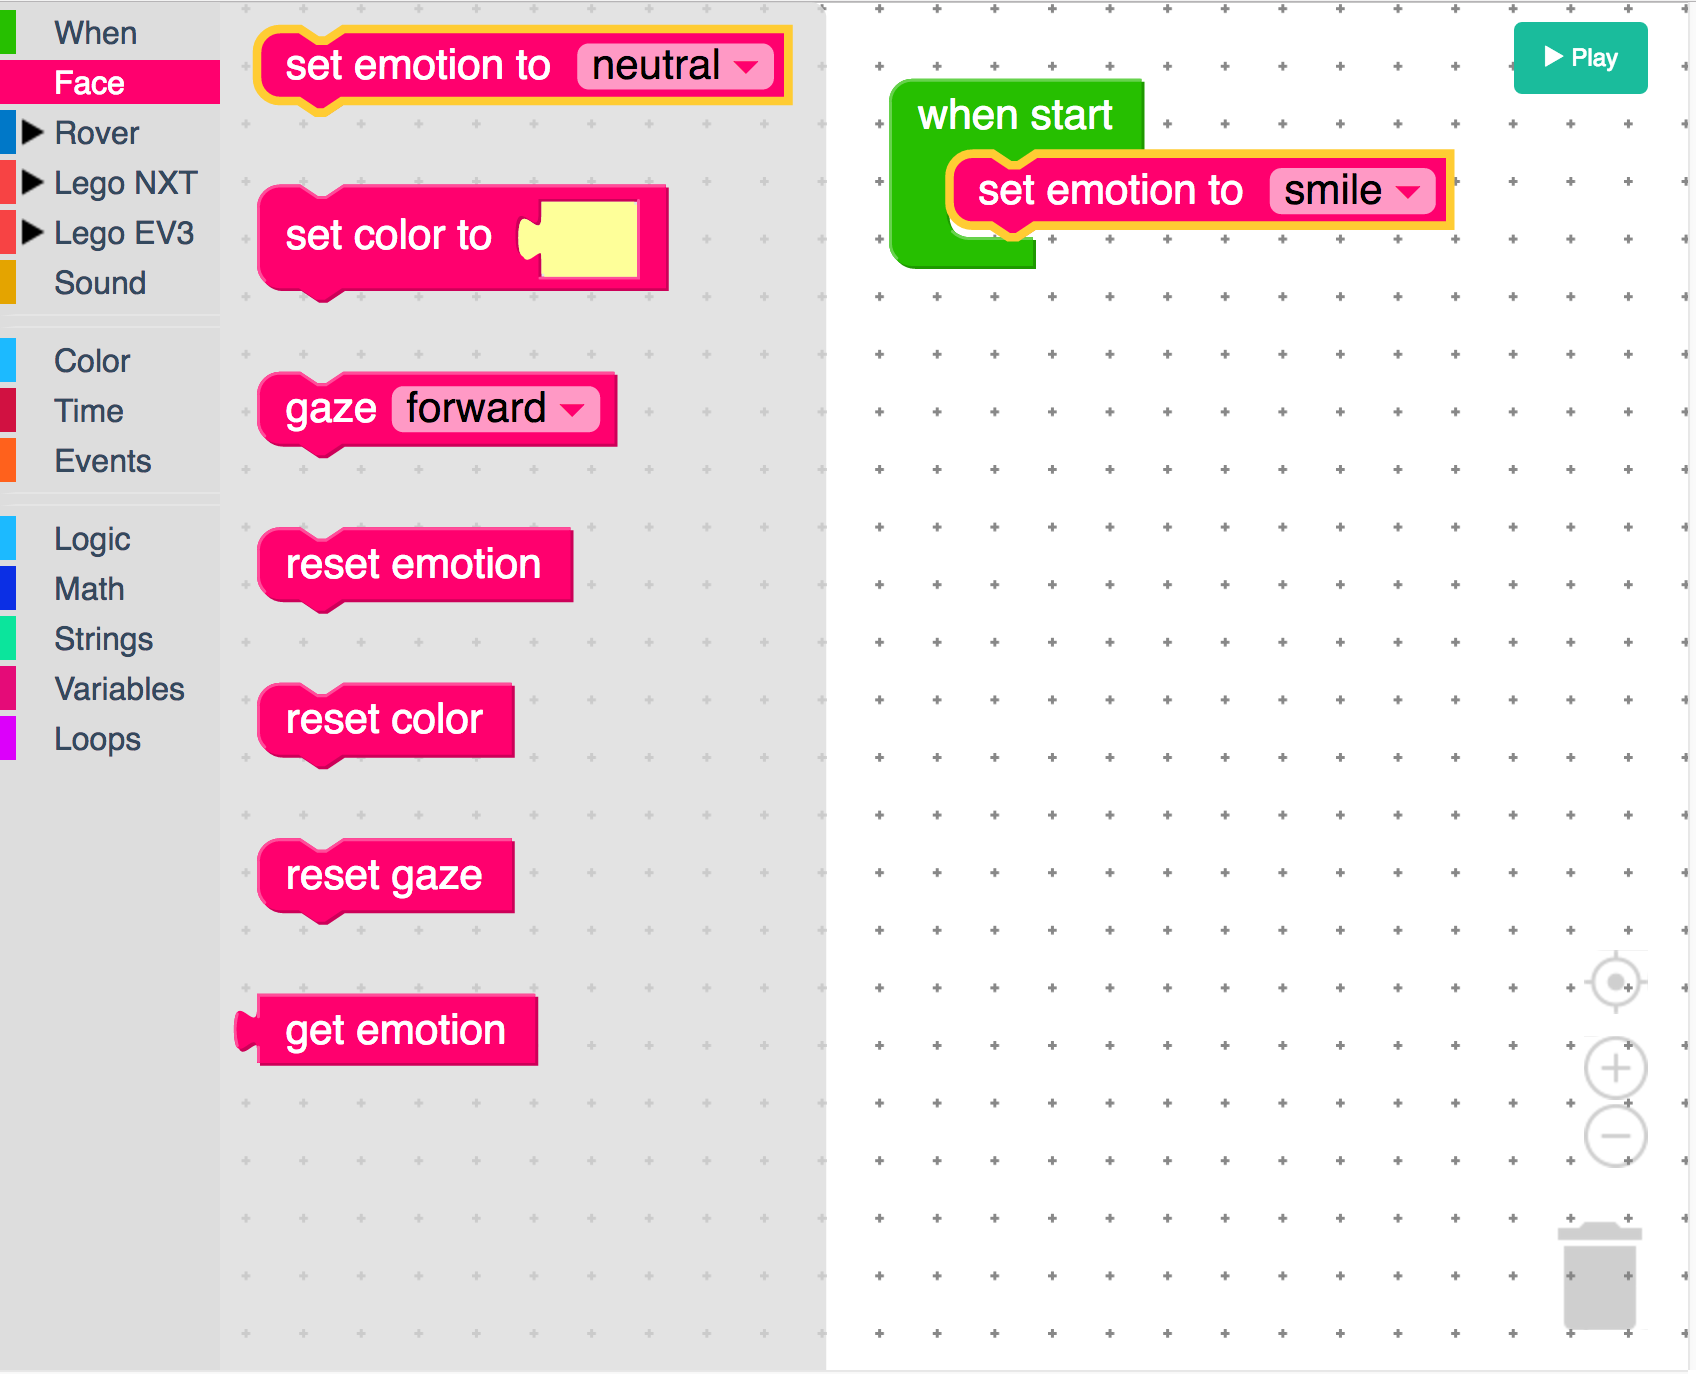 When
Face
Rover
Lego NXT
Lego EV3
Sound
Color
Time
Events
Logic
Math
Strings
Variables
Loops
set emotion to neutral
set color to
gaze forward
reset emotion
reset color
reset gaze
get emotion
when start
set emotion to smile
Play